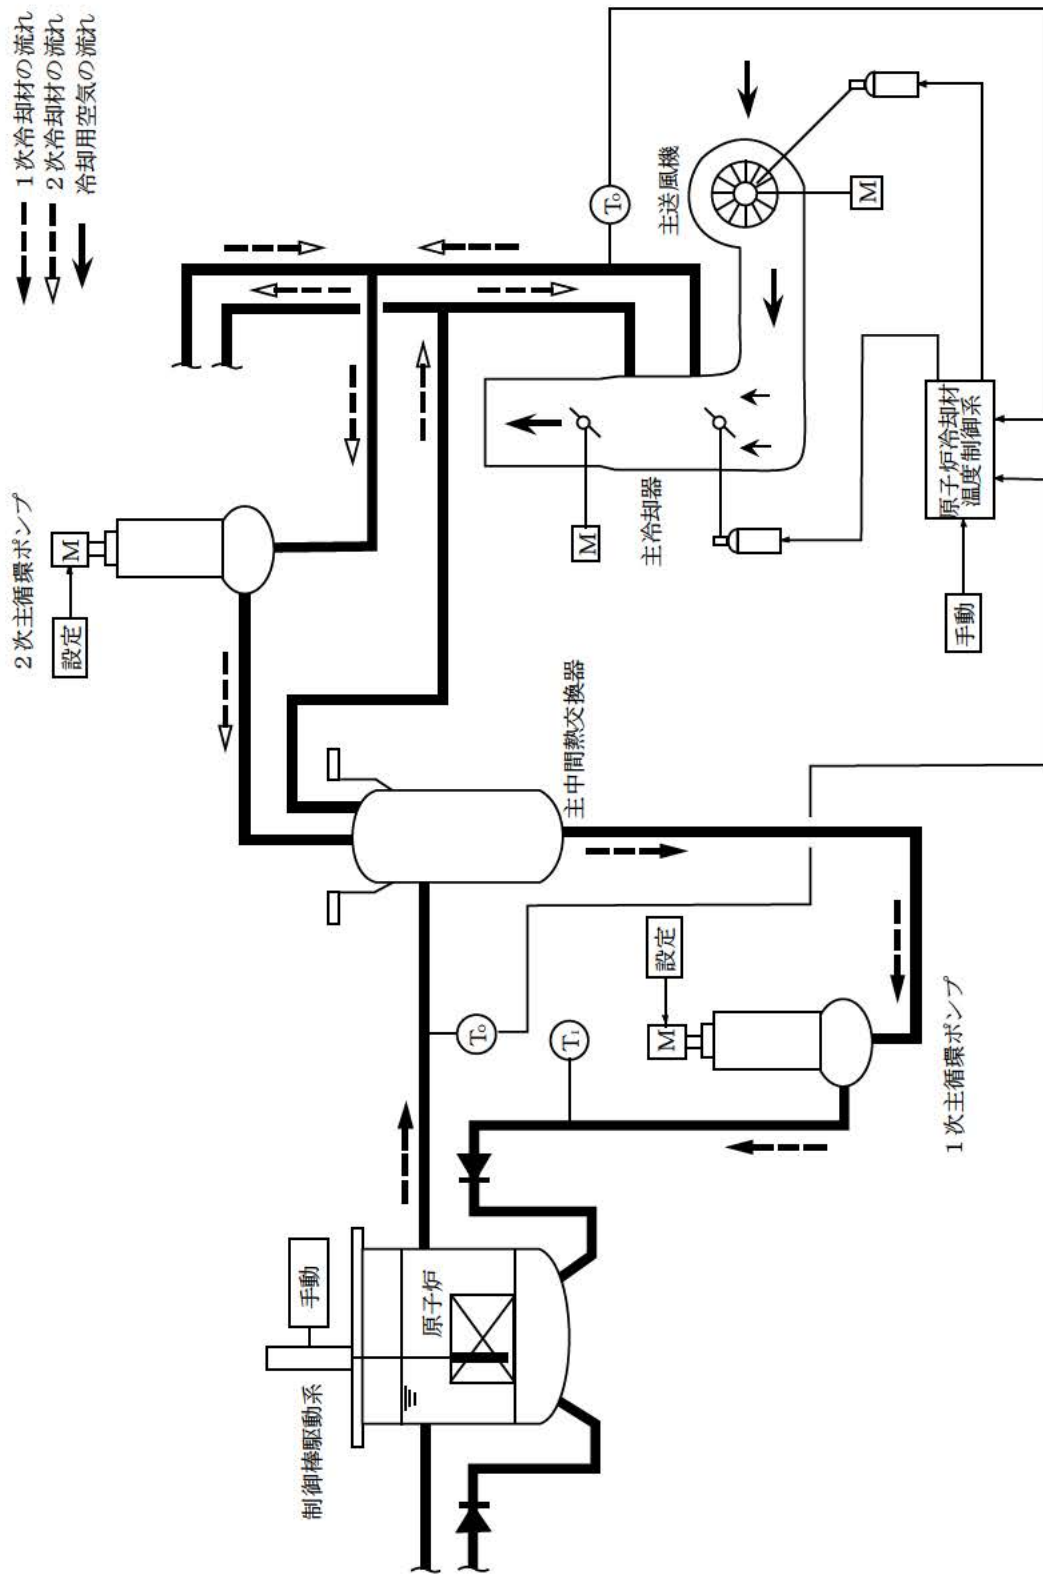 1次冷却材の流れ
2次冷却材の流れ
冷却用空気の流れ
制御棒駆動系
手動
原子炉
T₀
T₁
設定
M
1次主循環ポンプ
主中間熱交換器
2次主循環ポンプ
設定
M
主冷却器
M
主送風機
M
T₀
原子炉冷却材
温度制御系
手動